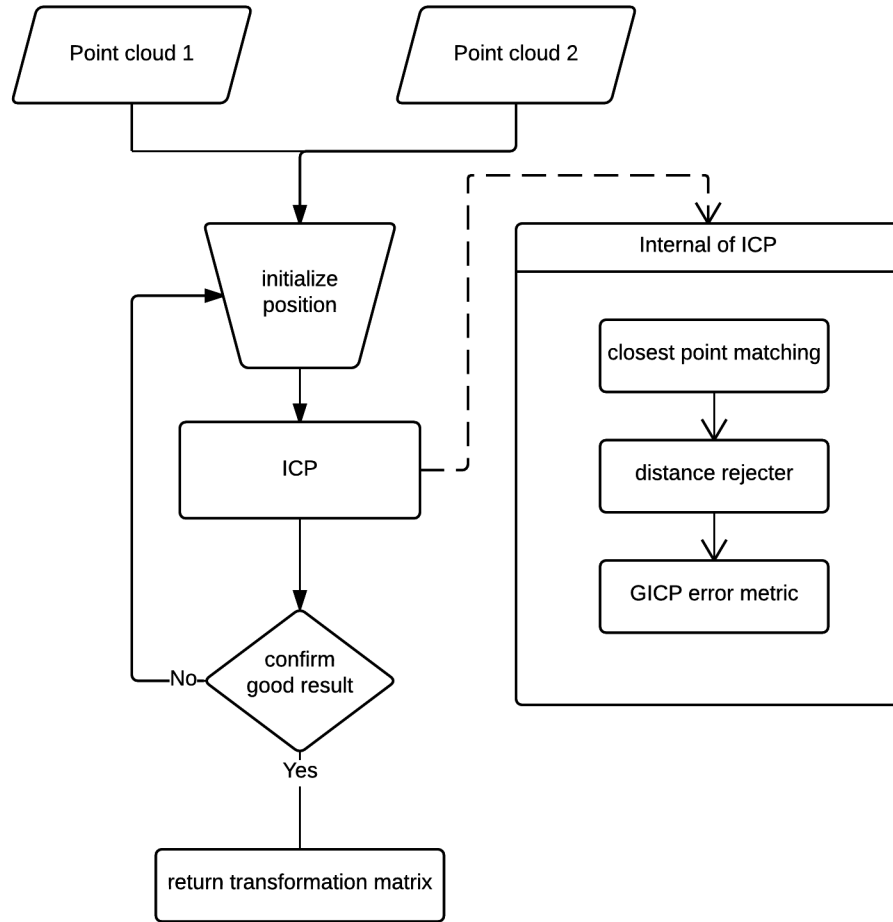 Point cloud 1
Point cloud 2
initialize
position
Internal of ICP
closest point matching
ICP
distance rejecter
GICP error metric
confirm
good result
No
Yes
return transformation matrix